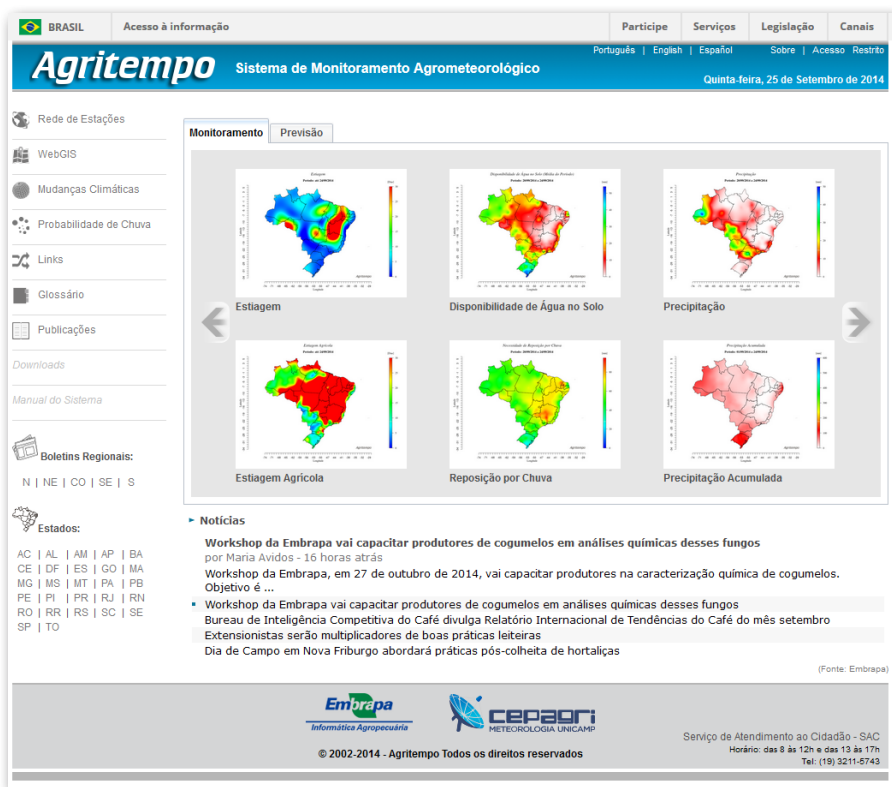 BRASIL
Acesso à informação
Participe
Serviços
Legislação
Canais
Agritempo
Sistema de Monitoramento Agrometeorológico
Português | English | Español
Sobre | Acesso Restrito
Quinta-feira, 25 de Setembro de 2014
Rede de Estações
WebGIS
Mudanças Climáticas
Probabilidade de Chuva
Links
Glossário
Publicações
Downloads
Manual do Sistema
Boletins Regionais:
N | NE | CO | SE | S
Estados:
AC | AL | AM | AP | BA
CE | DF | ES | GO | MA
MG | MS | MT | PA | PB
PE | PI | PR | RJ | RN
RO | RR | RS | SC | SE
SP | TO
Monitoramento
Previsão
Estiagem
Disponibilidade de Água no Solo
Precipitação
Estiagem Agrícola
Reposição por Chuva
Precipitação Acumulada
Notícias
Workshop da Embrapa vai capacitar produtores de cogumelos em análises químicas desses fungos
por Maria Avidos - 16 horas atrás
Workshop da Embrapa, em 27 de outubro de 2014, vai capacitar produtores na caracterização química de cogumelos.
Objetivo é ...
Workshop da Embrapa vai capacitar produtores de cogumelos em análises químicas desses fungos
Bureau de Inteligência Competitiva do Café divulga Relatório Internacional de Tendências do Café do mês setembro
Extensionistas serão multiplicadores de boas práticas leiteiras
Dia de Campo em Nova Friburgo abordará práticas pós-colheita de hortaliças
(Fonte: Embrapa)
Embrapa
Informática Agropecuária
cepagri
METEOROLOGIA UNICAMP
© 2002-2014 - Agritempo Todos os direitos reservados
Serviço de Atendimento ao Cidadão - SAC
Horário: das 8 às 12h e das 13 às 17h
Tel: (19) 3211-5743